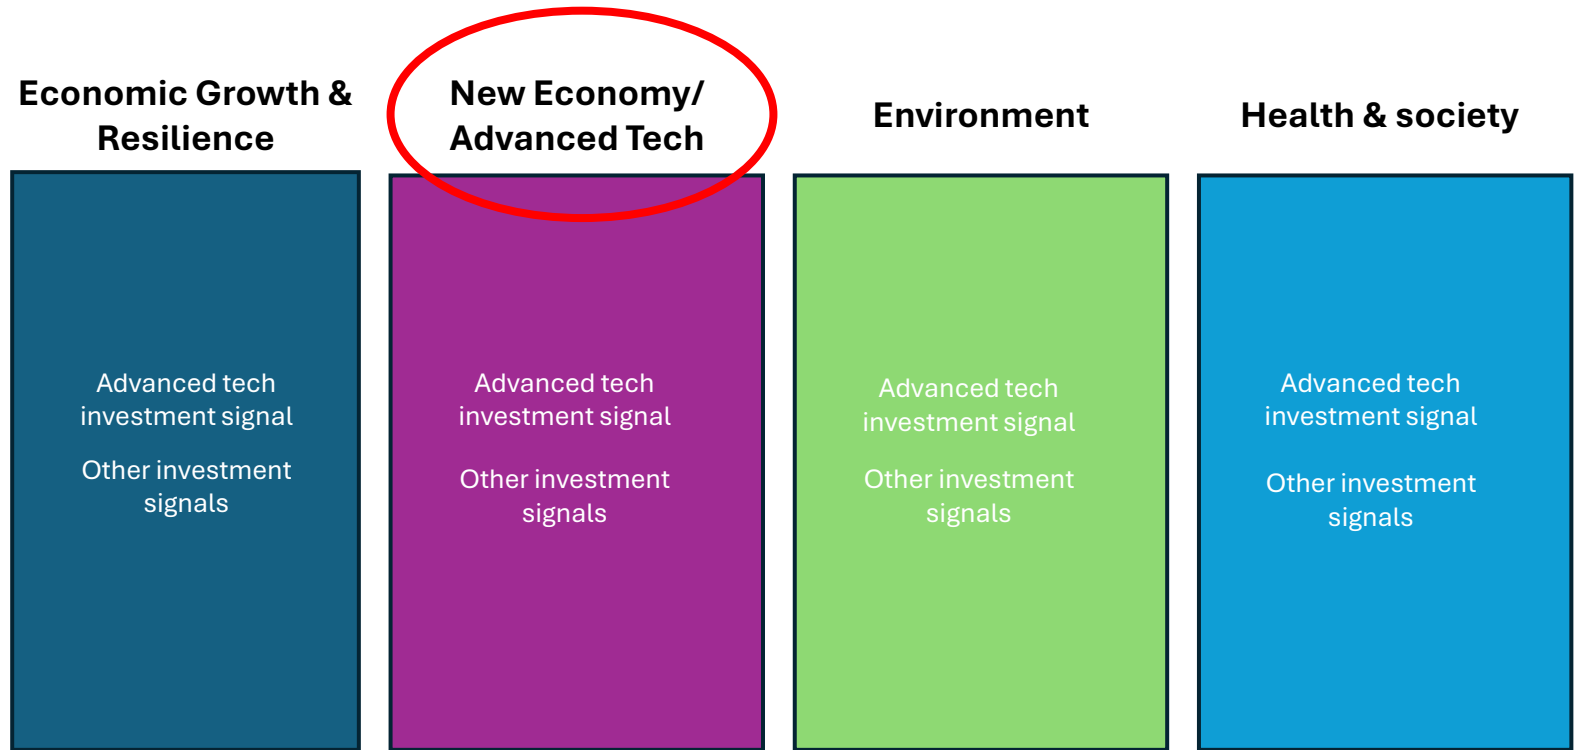 Economic Growth &
Resilience
New Economy/
Advanced Tech
Environment
Health & society
Advanced tech
investment signal
Other investment
signals
Advanced tech
investment signal
Other investment
signals
Advanced tech
investment signal
Other investment
signals
Advanced tech
investment signal
Other investment
signals